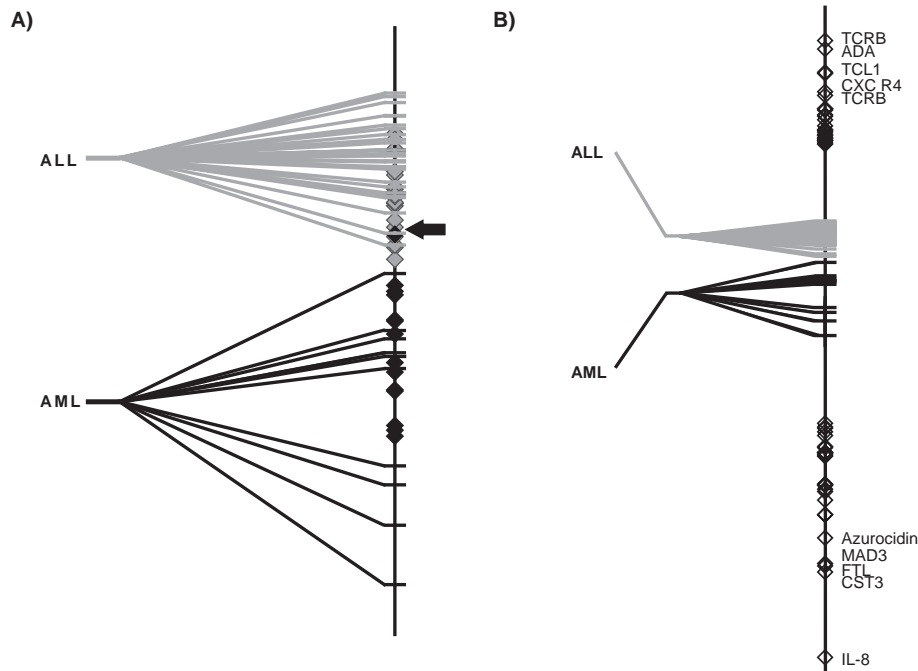 A)
ALL
AML
B)
ALL
AML
TCRB
ADA
TCL1
CXC R4
TCRB
Azurocidin
MAD3
FTL
CST3
IL-8